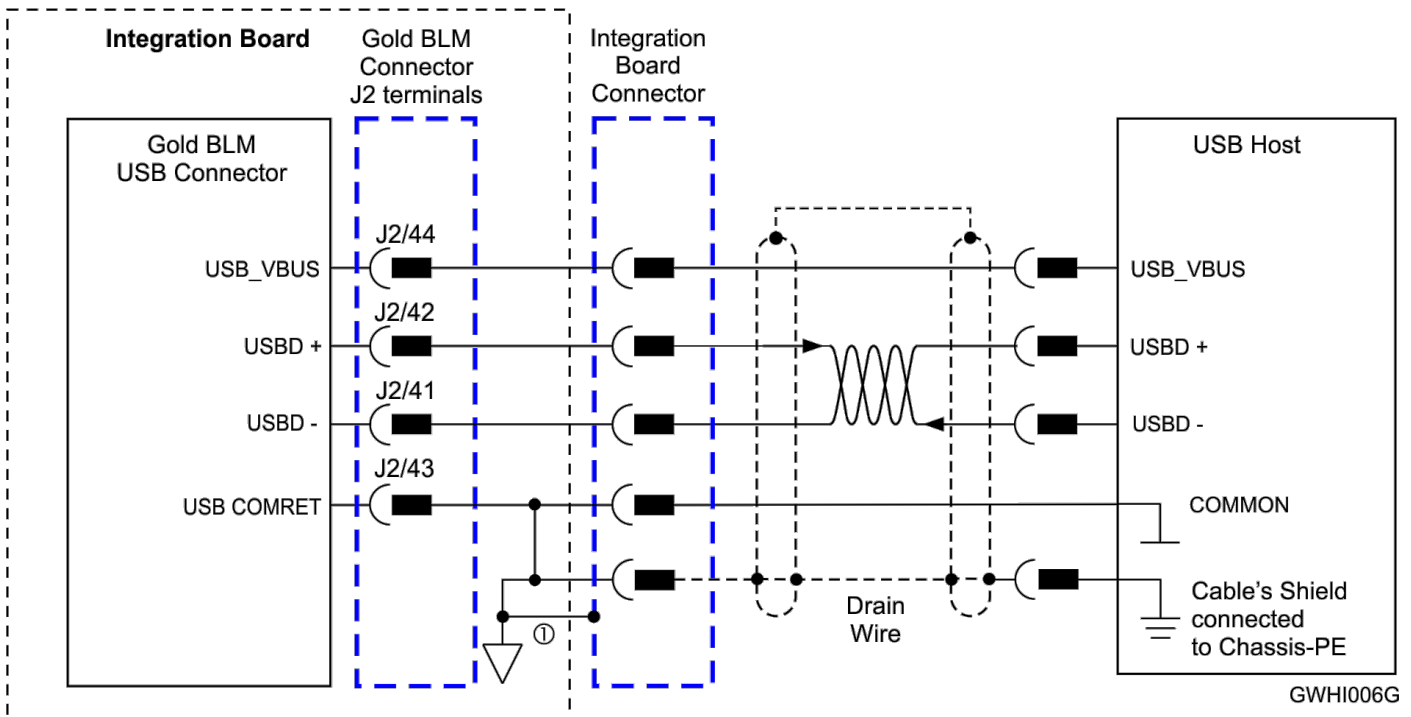 Integration Board
Gold BLM
Connector
J2 terminals
Integration
Board
Connector
Gold BLM
USB Connector
USB Host
J2/44
USB_VBUS
USB_VBUS
J2/42
USBD +
USBD +
J2/41
USBD -
USBD -
J2/43
USB COMRET
COMMON
①
Drain
Wire
Cable's Shield
connected
to Chassis-PE
GWHI006G